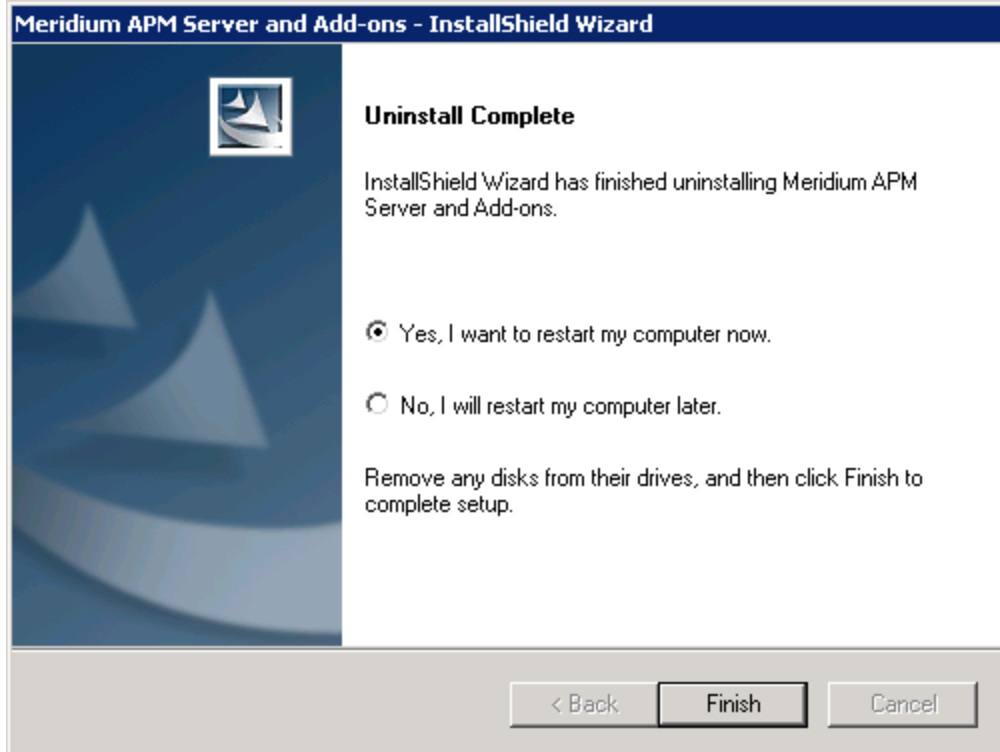 Meridium APM Server and Add-ons - InstallShield Wizard
Uninstall Complete
InstallShield Wizard has finished uninstalling Meridium APM
Server and Add-ons.
Yes, I want to restart my computer now.
No, I will restart my computer later.
Remove any disks from their drives, and then click Finish to
complete setup.
< Back
Finish
Cancel